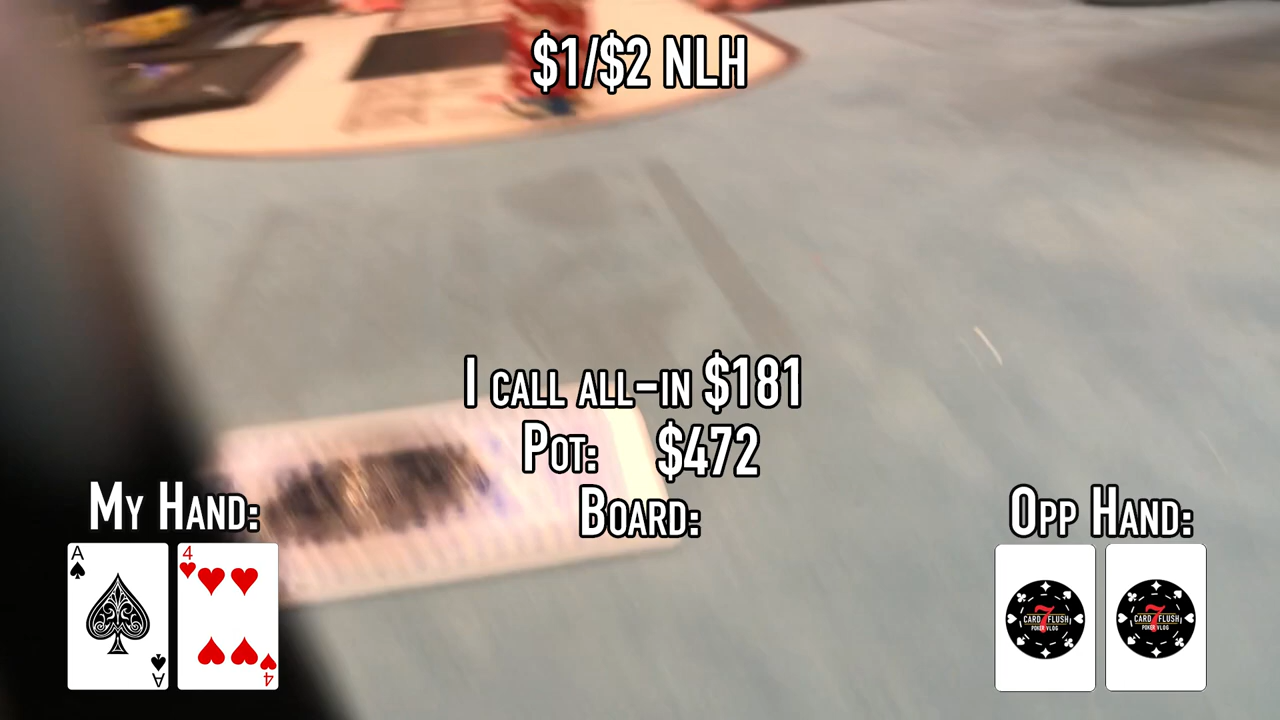 $1/$2 NLH
I CALL ALL-IN $181
POT: $472
MY HAND:
BOARD:
OPP HAND:
A
A
4
4
CARD 7 FLUSH
POKER VLOG
CARD 7 FLUSH
POKER VLOG